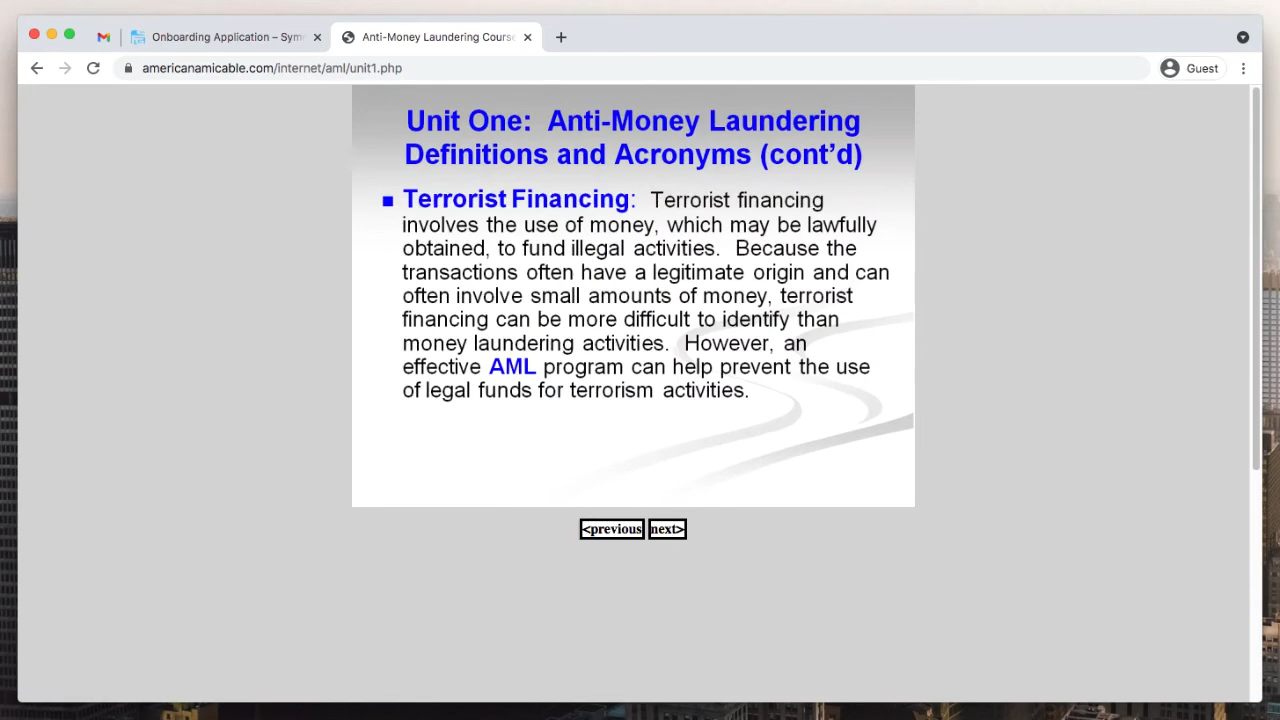 Onboarding Application – Sym
Anti-Money Laundering Cours
americanamicable.com/internet/aml/unit1.php
Guest
Unit One: Anti-Money Laundering
Definitions and Acronyms (cont’d)
Terrorist Financing: Terrorist financing
involves the use of money, which may be lawfully
obtained, to fund illegal activities. Because the
transactions often have a legitimate origin and can
often involve small amounts of money, terrorist
financing can be more difficult to identify than
money laundering activities. However, an
effective AML program can help prevent the use
of legal funds for terrorism activities.
<previous next>